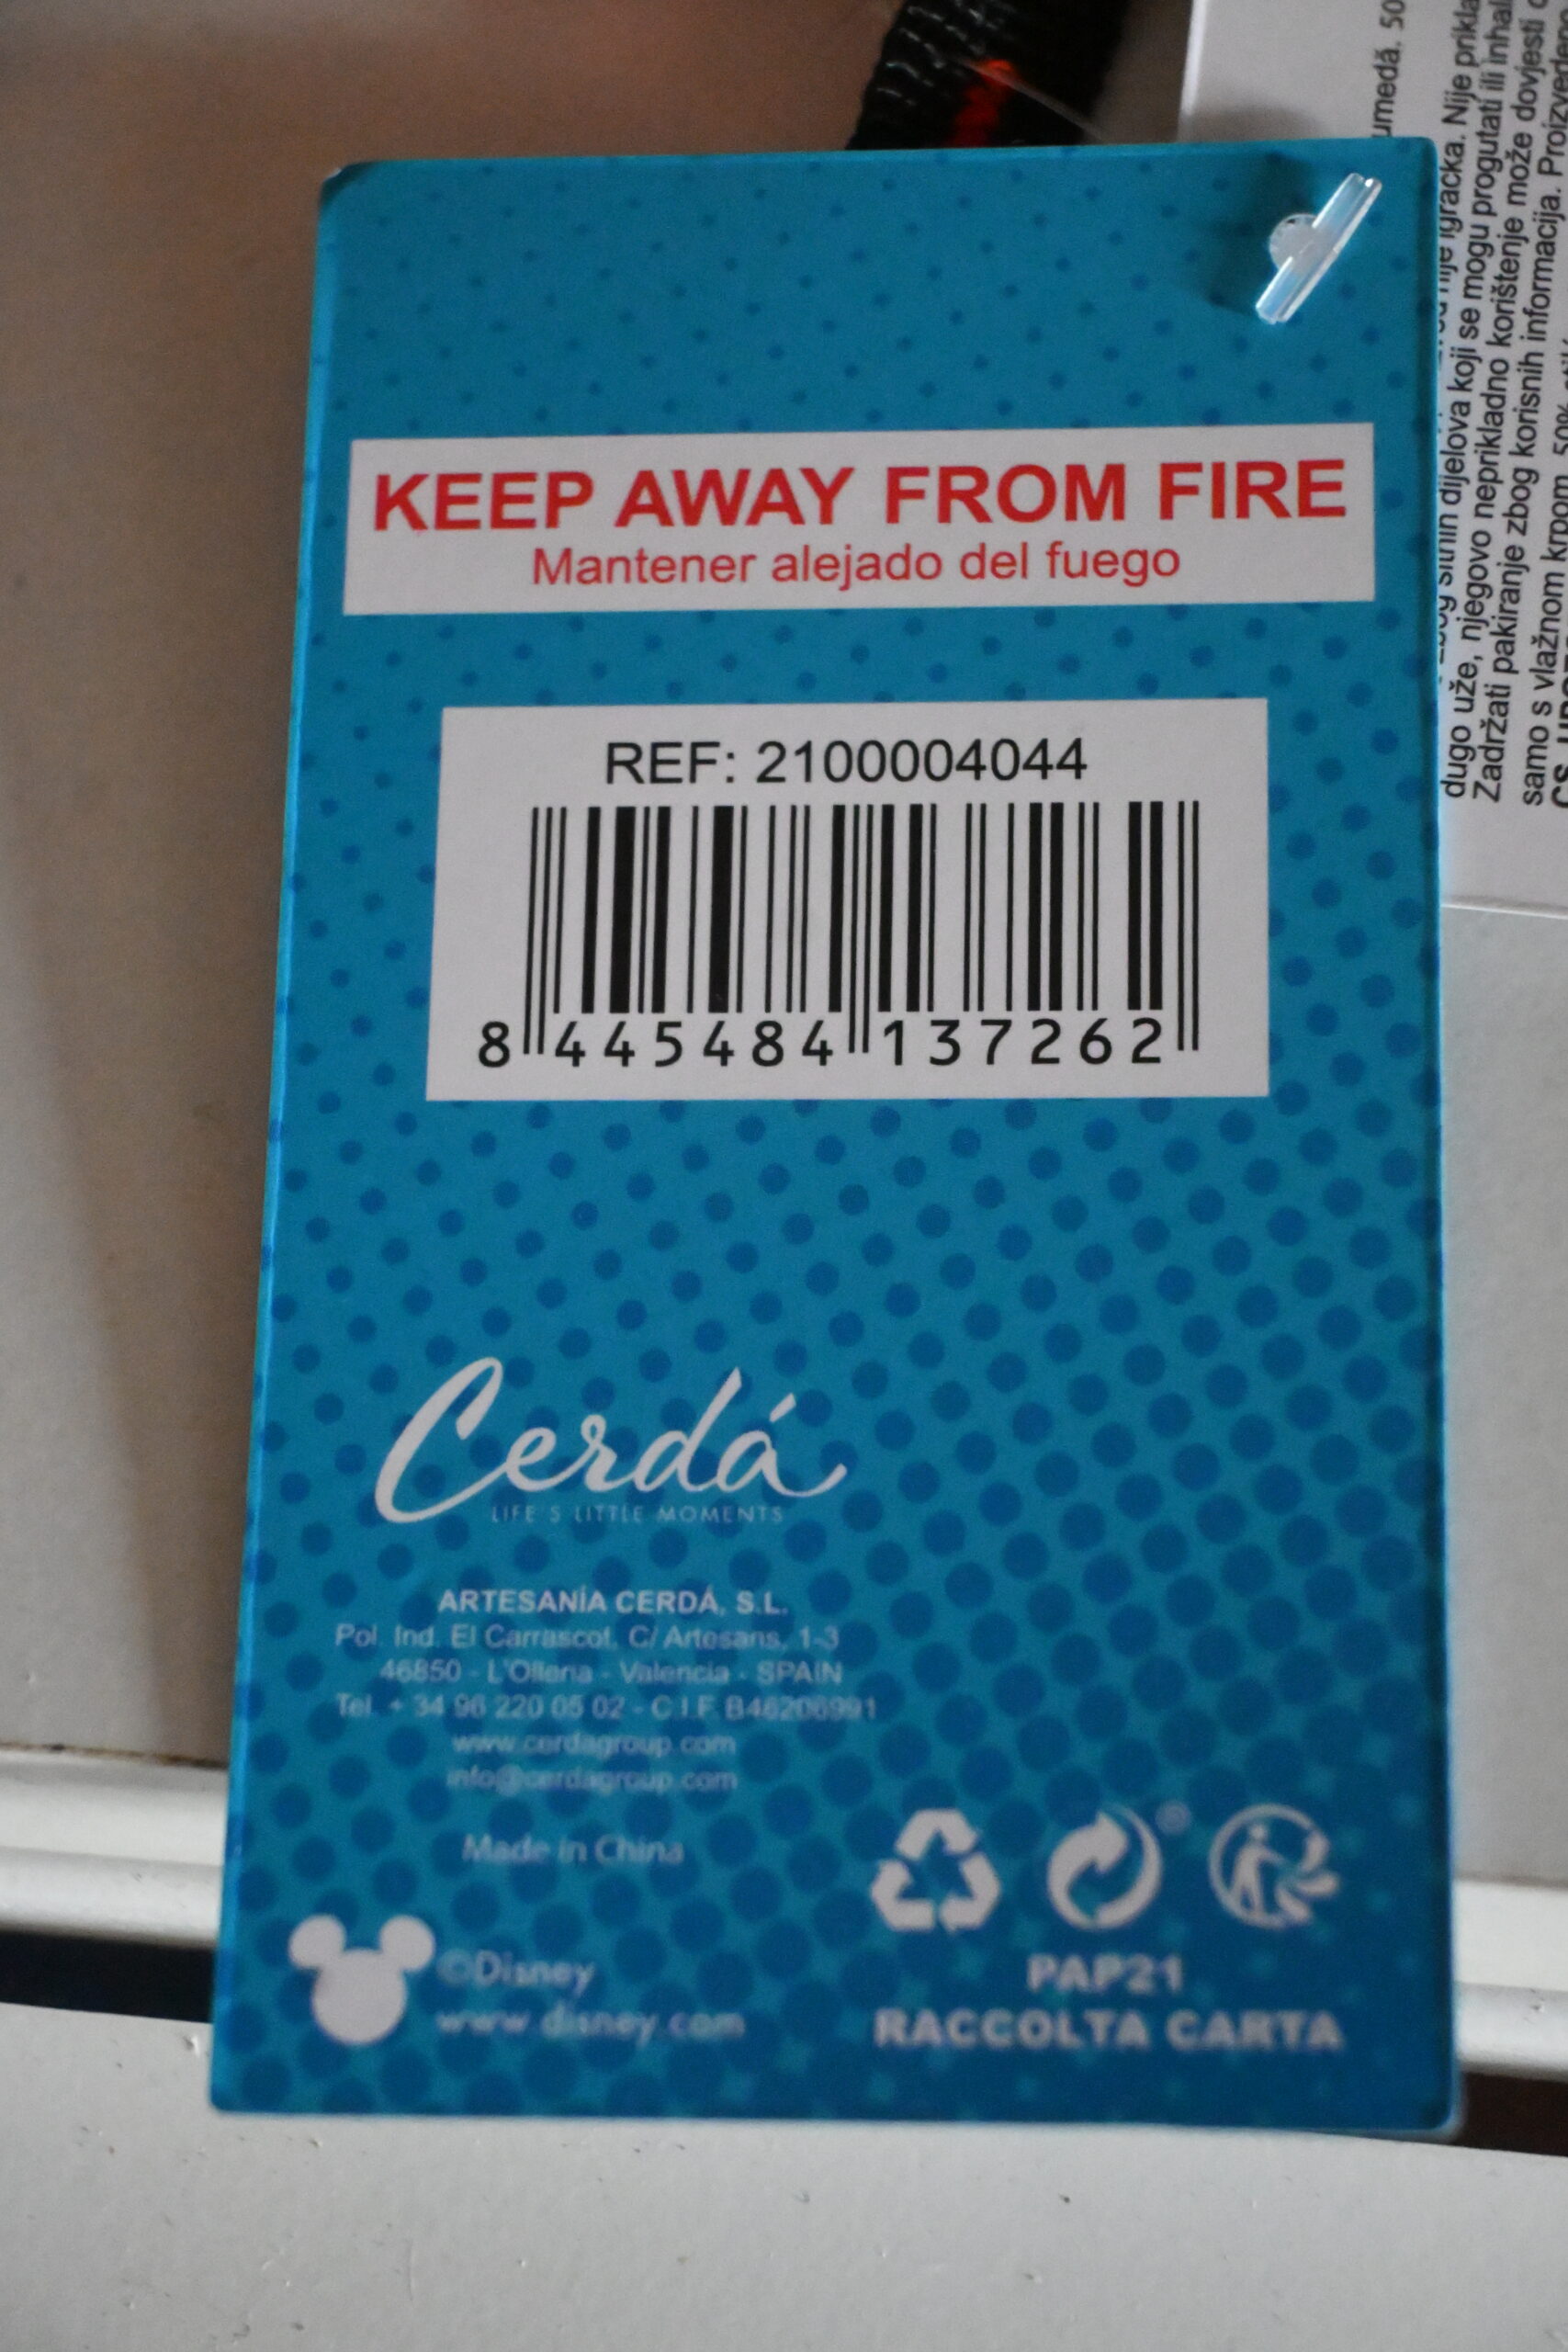 KEEP AWAY FROM FIRE
Mantener alejado del fuego
REF: 2100004044
8 445484 137262
Cerdá
LIFE'S LITTLE MOMENTS
ARTESANÍA CERDÁ, S.L.
Pol. Ind. El Carrascot. C/ Artesans, 1-3
46850 - L'Olleria - Valencia - SPAIN
Tel. + 34 96 220 05 02 - C.I.F. B46206991
www.cerdagroup.com
info@cerdagroup.com
Made in China
©Disney
www.disney.com
PAP21
RACCOLTA CARTA
umedă. 50
nije igračka. Nije prikla
sitnih dijelova koji se mogu progutati ili inhal
dugo uže, njegovo neprikladno korištenje može dovjesti
Zadržati pakiranje zbog korisnih informacija.
samo s vlažnom krpom. 50%